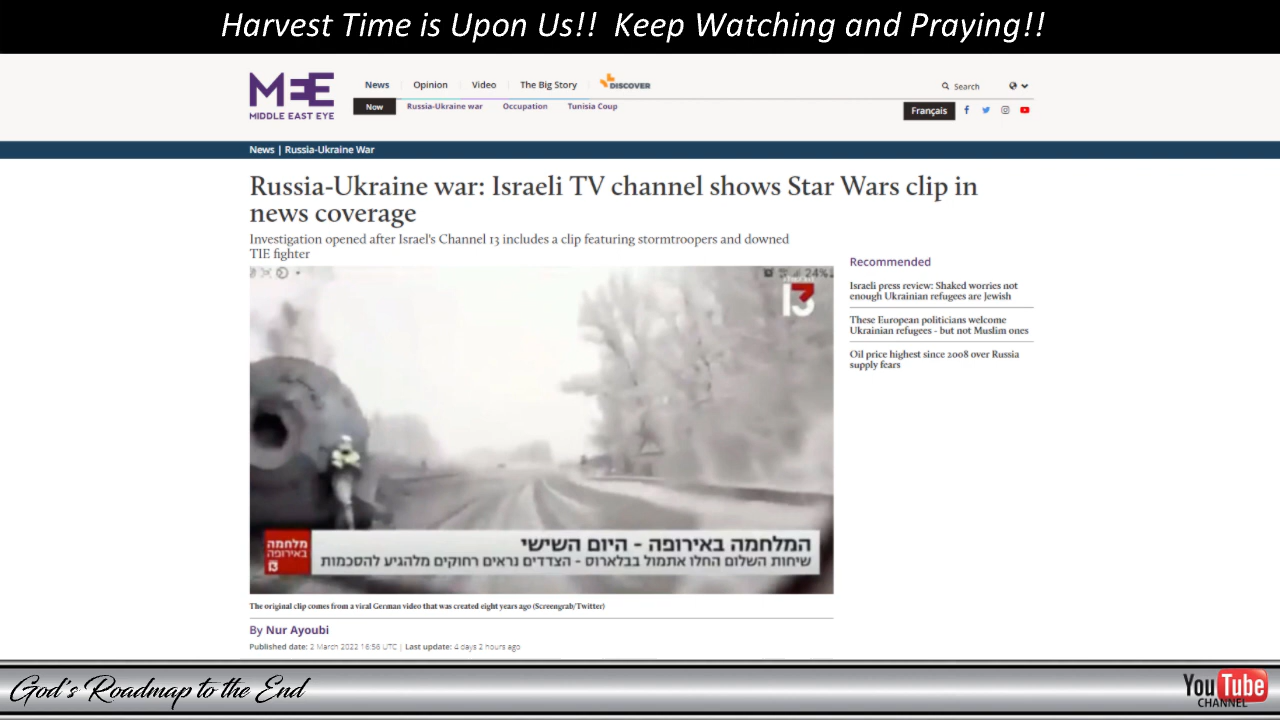 Harvest Time is Upon Us!! Keep Watching and Praying!!
MEE
MIDDLE EAST EYE
News Opinion Video The Big Story DISCOVER
Search
Now Russia-Ukraine war Occupation Tunisia Coup
Français
News | Russia-Ukraine War
Russia-Ukraine war: Israeli TV channel shows Star Wars clip in
news coverage
Investigation opened after Israel's Channel 13 includes a clip featuring stormtroopers and downed
TIE fighter
24%
13
המלחמה באירופה - היום השישי
שיחות השלום החלו אתמול בבלארוס - הצדדים נראים רחוקים מלהגיע להסכמות
מלחמה
באירופה
13
The original clip comes from a viral German video that was created eight years ago (Screengrab/Twitter)
By Nur Ayoubi
Published date: 2 March 2022 16:56 UTC | Last update: 4 days 2 hours ago
Recommended
Israeli press review: Shaked worries not
enough Ukrainian refugees are Jewish
These European politicians welcome
Ukrainian refugees - but not Muslim ones
Oil price highest since 2008 over Russia
supply fears
God's Roadmap to the End
YouTube
CHANNEL